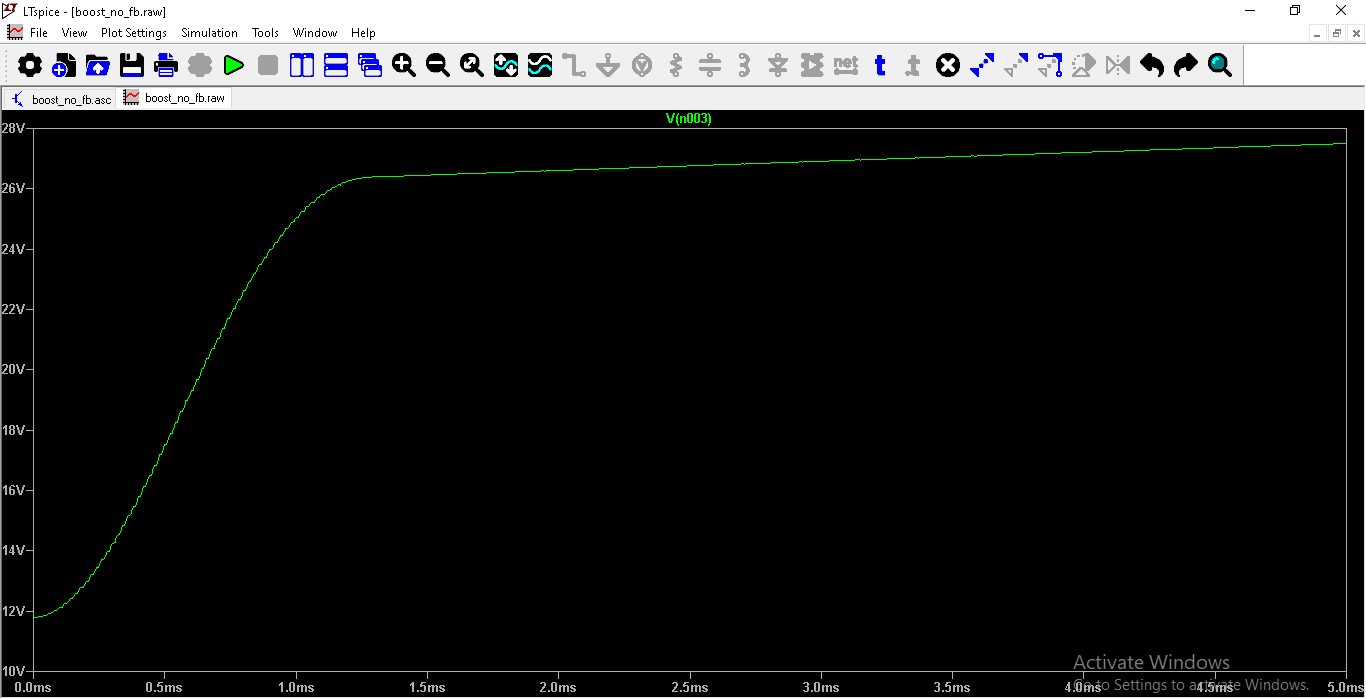 LTspice - [boost_no_fb.raw]
File View Plot Settings Simulation Tools Window Help
net t t
boost_no_fb.asc boost_no_fb.raw
V(n003)
28V
26V
24V
22V
20V
18V
16V
14V
12V
10V
0.0ms 0.5ms 1.0ms 1.5ms 2.0ms 2.5ms 3.0ms 3.5ms 4.0ms 4.5ms 5.0ms
Activate Windows
Go to Settings to activate Windows.